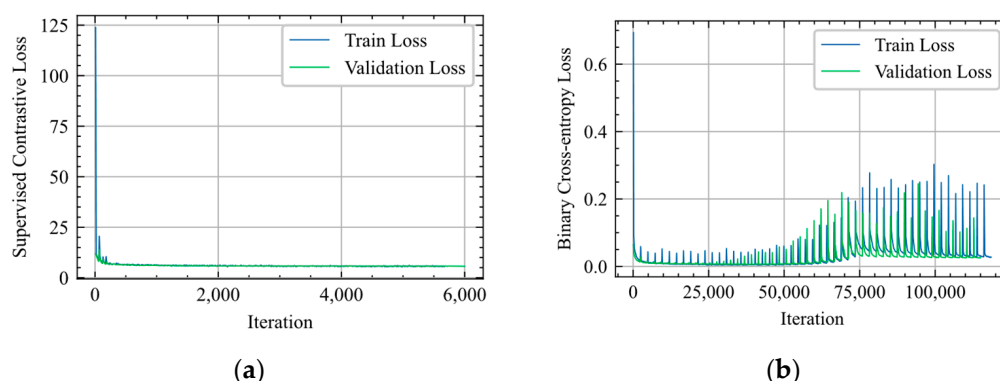 125
100
75
50
25
0
Supervised Contrastive Loss
Train Loss
Validation Loss
0 2,000 4,000 6,000
Iteration
(a)
0.6
0.4
0.2
0.0
Binary Cross-entropy Loss
Train Loss
Validation Loss
0 25,000 50,000 75,000 100,000
Iteration
(b)